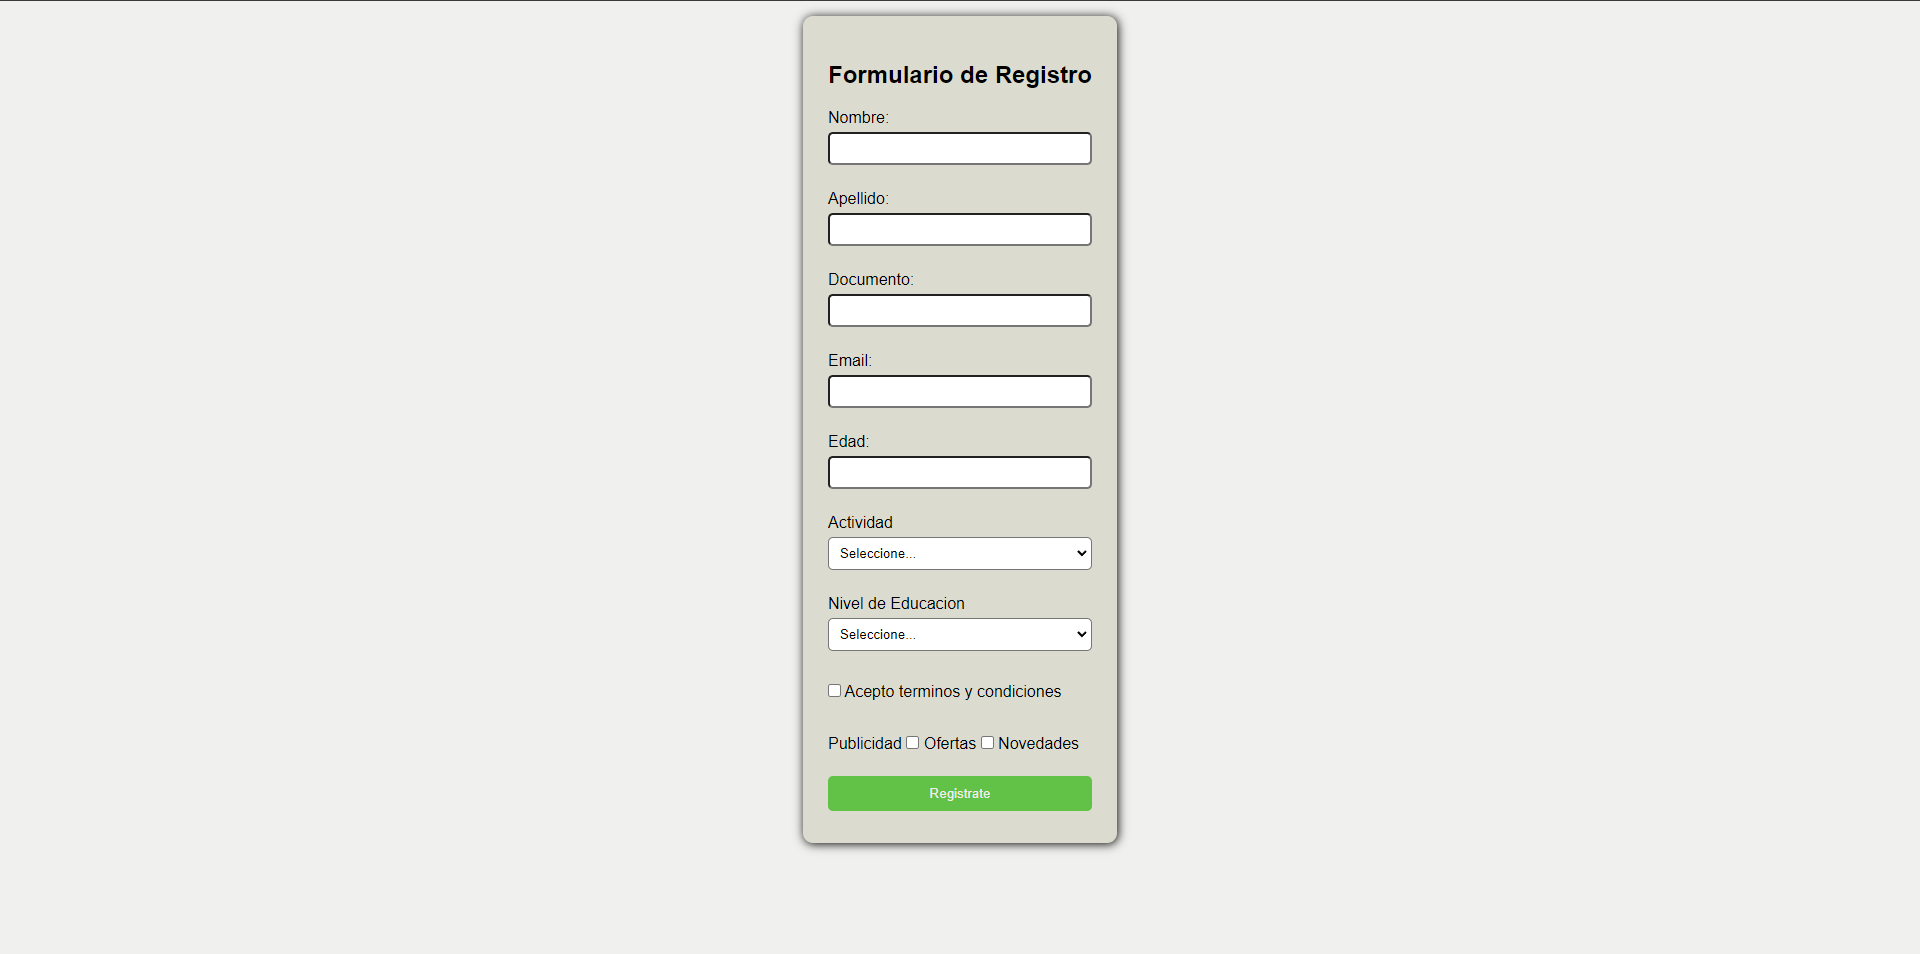 Formulario de Registro
Nombre:
Apellido:
Documento:
Email:
Edad:
Actividad
Seleccione...
Nivel de Educacion
Seleccione...
Acepto terminos y condiciones
Publicidad Ofertas Novedades
Registrate